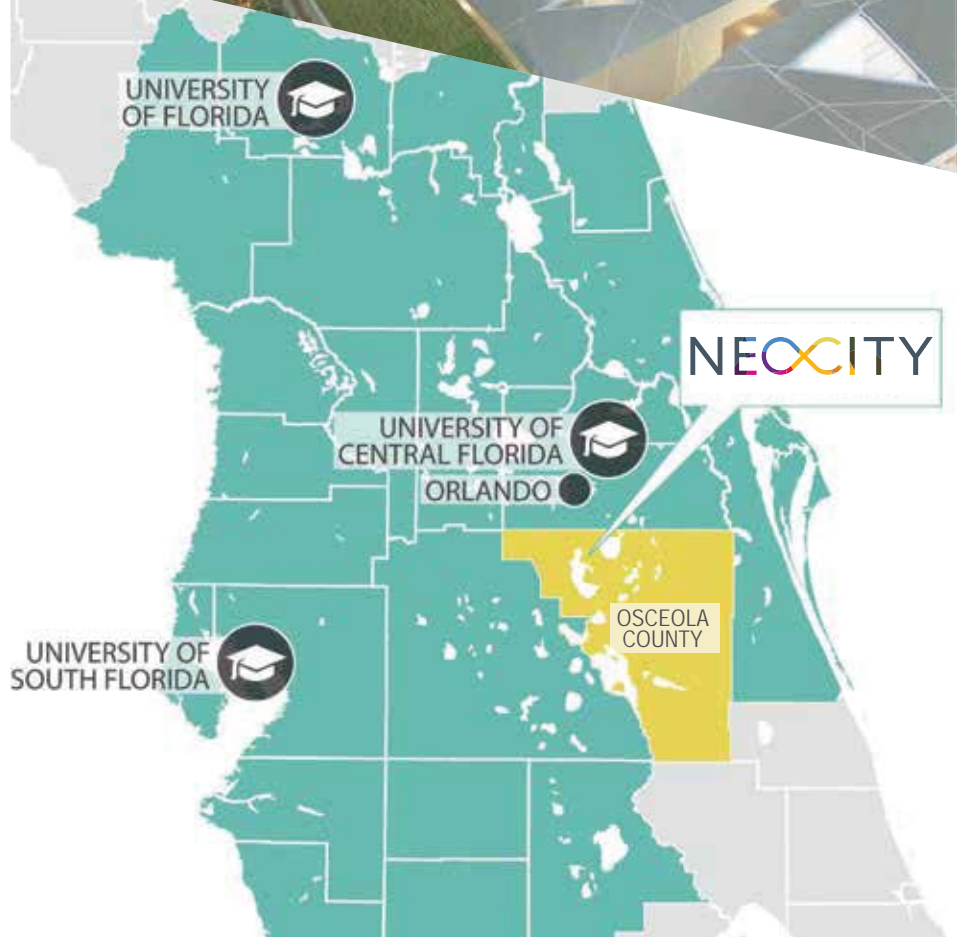 UNIVERSITY
OF FLORIDA
NEOCITY
UNIVERSITY OF
CENTRAL FLORIDA
ORLANDO
OSCEOLA
COUNTY
UNIVERSITY OF
SOUTH FLORIDA